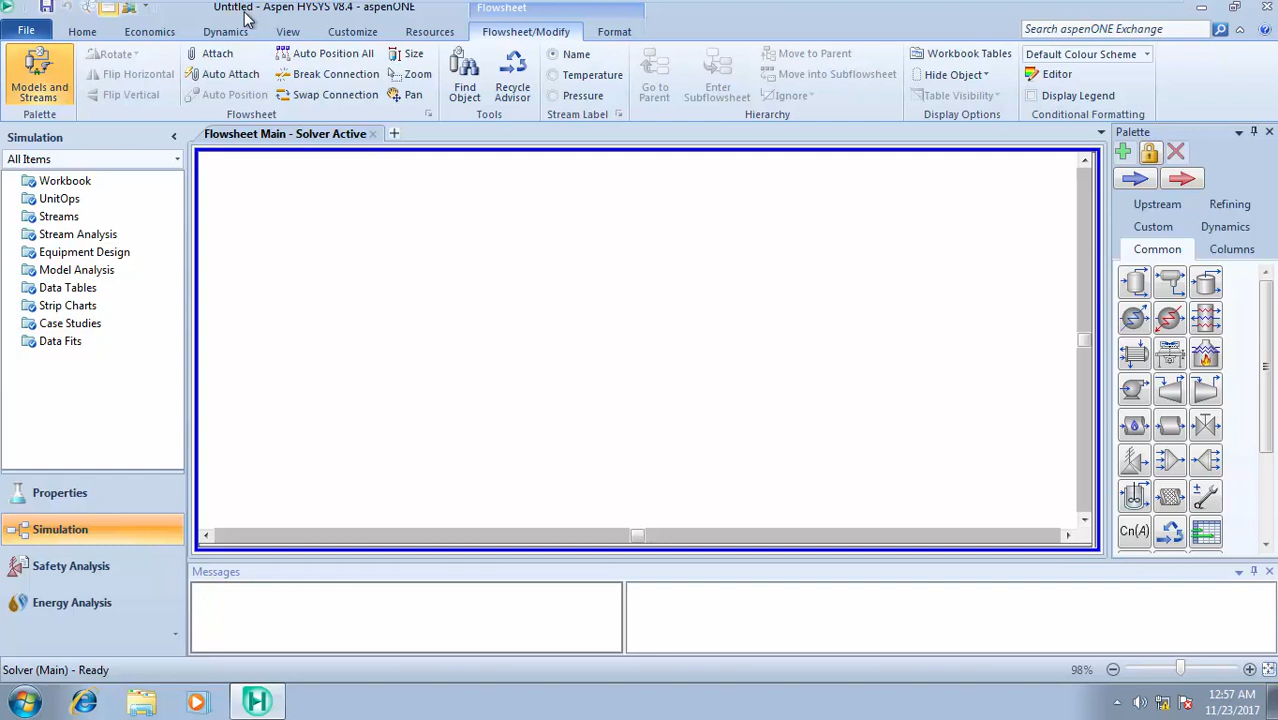 Untitled - Aspen HYSYS V8.4 - aspenONE
Flowsheet
File
Home
Economics
Dynamics
View
Customize
Resources
Flowsheet/Modify
Format
Search aspenONE Exchange
Models and Streams
Rotate
Flip Horizontal
Flip Vertical
Attach
Auto Attach
Auto Position
Auto Position All
Break Connection
Swap Connection
Size
Zoom
Pan
Find Object
Recycle Advisor
Name
Temperature
Pressure
Go to Parent
Enter Subflowsheet
Move to Parent
Move into Subflowsheet
Ignore
Workbook Tables
Hide Object
Table Visibility
Default Colour Scheme
Editor
Display Legend
Palette
Flowsheet
Tools
Stream Label
Hierarchy
Display Options
Conditional Formatting
Simulation
All Items
Workbook
UnitOps
Streams
Stream Analysis
Equipment Design
Model Analysis
Data Tables
Strip Charts
Case Studies
Data Fits
Properties
Simulation
Safety Analysis
Energy Analysis
Flowsheet Main - Solver Active
Palette
Upstream
Refining
Custom
Dynamics
Common
Columns
Cn(A)
Messages
Solver (Main) - Ready
98%
12:57 AM
11/23/2017